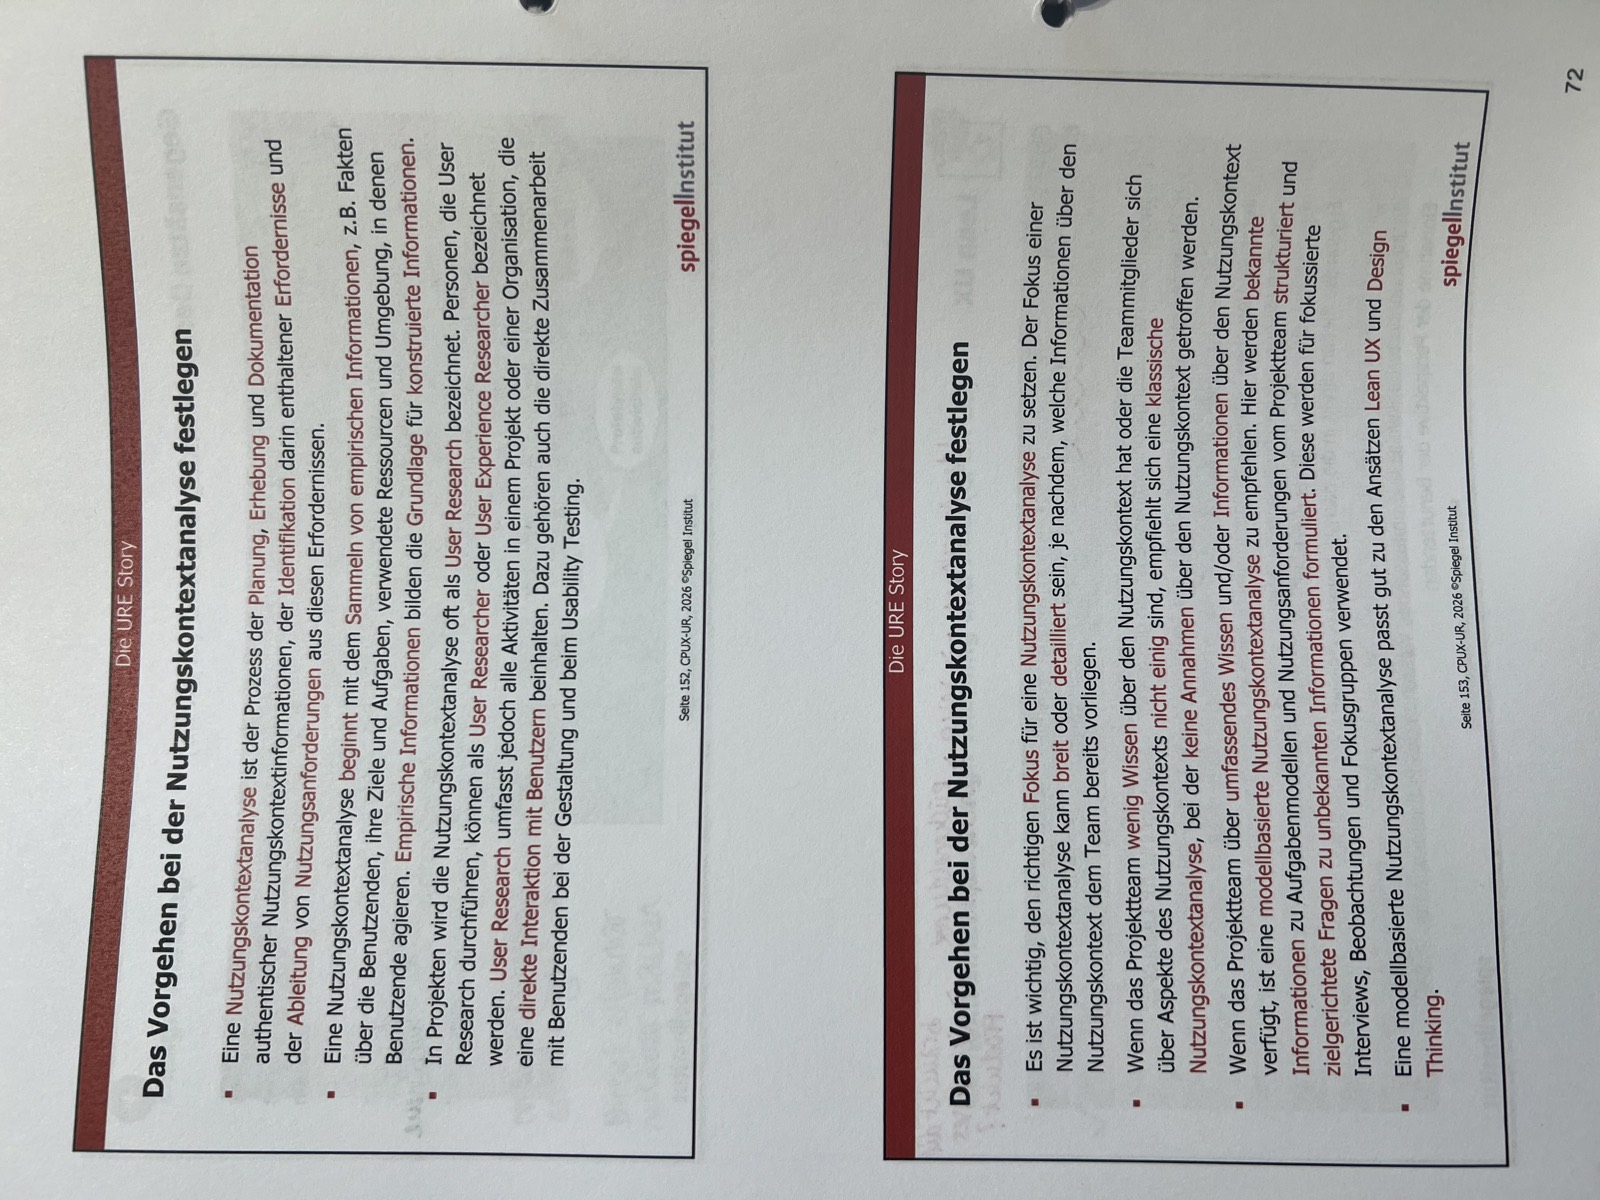 Die URE Story
Das Vorgehen bei der Nutzungskontextanalyse festlegen
▪ Eine Nutzungskontextanalyse ist der Prozess der Planung, Erhebung und Dokumentation
authentischer Nutzungskontextinformationen, der Identifikation darin enthaltener Erfordernisse und
der Ableitung von Nutzungsanforderungen aus diesen Erfordernissen.
▪ Eine Nutzungskontextanalyse beginnt mit dem Sammeln von empirischen Informationen, z.B. Fakten
über die Benutzenden, ihre Ziele und Aufgaben, verwendete Ressourcen und Umgebung, in denen
Benutzende agieren. Empirische Informationen bilden die Grundlage für konstruierte Informationen.
▪ In Projekten wird die Nutzungskontextanalyse oft als User Research bezeichnet. Personen, die User
Research durchführen, können als User Researcher oder User Experience Researcher bezeichnet
werden. User Research umfasst jedoch alle Aktivitäten in einem Projekt oder einer Organisation, die
eine direkte Interaktion mit Benutzern beinhalten. Dazu gehören auch die direkte Zusammenarbeit
mit Benutzenden bei der Gestaltung und beim Usability Testing.
Seite 152, CPUX-UR, 2026 ©Spiegel Institut
spiegelInstitut
Die URE Story
Das Vorgehen bei der Nutzungskontextanalyse festlegen
▪ Es ist wichtig, den richtigen Fokus für eine Nutzungskontextanalyse zu setzen. Der Fokus einer
Nutzungskontextanalyse kann breit oder detailliert sein, je nachdem, welche Informationen über den
Nutzungskontext dem Team bereits vorliegen.
▪ Wenn das Projektteam wenig Wissen über den Nutzungskontext hat oder die Teammitglieder sich
über Aspekte des Nutzungskontexts nicht einig sind, empfiehlt sich eine klassische
Nutzungskontextanalyse, bei der keine Annahmen über den Nutzungskontext getroffen werden.
▪ Wenn das Projektteam über umfassendes Wissen und/oder Informationen über den Nutzungskontext
verfügt, ist eine modellbasierte Nutzungskontextanalyse zu empfehlen. Hier werden bekannte
Informationen zu Aufgabenmodellen und Nutzungsanforderungen vom Projektteam strukturiert und
zielgerichtete Fragen zu unbekannten Informationen formuliert. Diese werden für fokussierte
Interviews, Beobachtungen und Fokusgruppen verwendet.
▪ Eine modellbasierte Nutzungskontextanalyse passt gut zu den Ansätzen Lean UX und Design
Thinking.
Seite 153, CPUX-UR, 2026 ©Spiegel Institut
spiegelInstitut
72